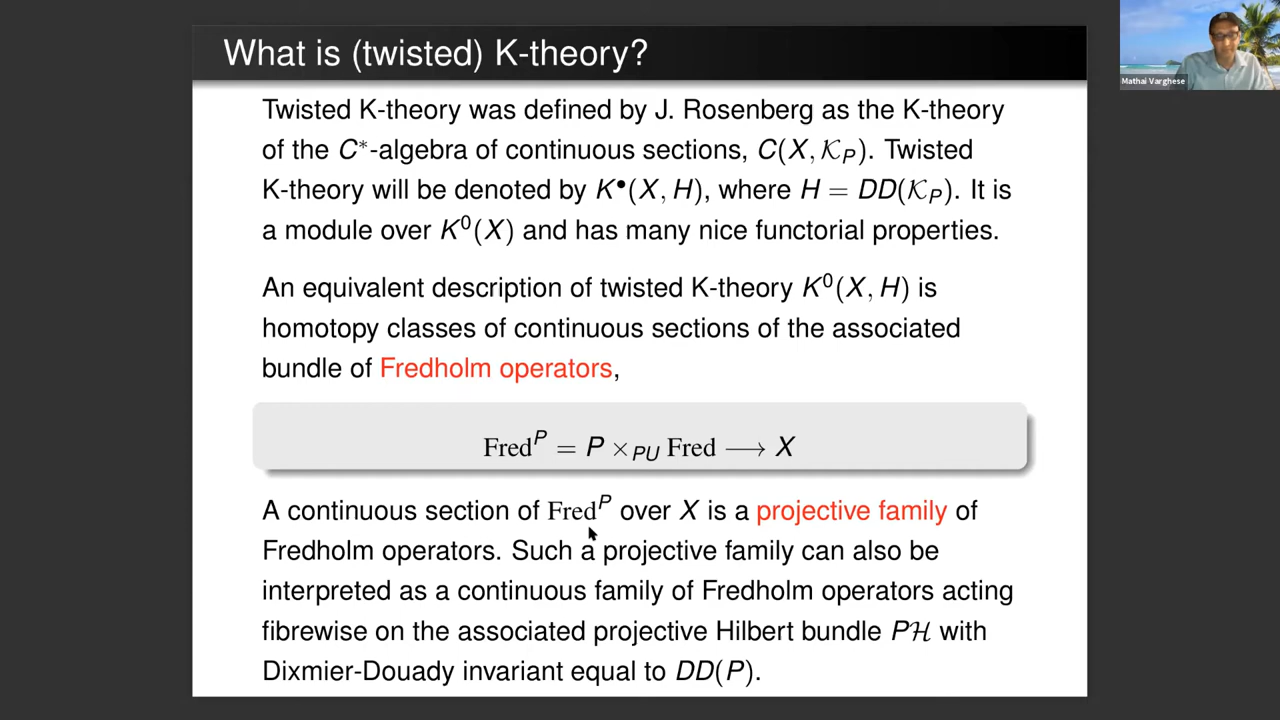 What is (twisted) K-theory?
Mathai Varghese
Twisted K-theory was defined by J. Rosenberg as the K-theory
of the C*-algebra of continuous sections, C(X, 𝒦_P). Twisted
K-theory will be denoted by K^•(X, H), where H = DD(𝒦_P). It is
a module over K⁰(X) and has many nice functorial properties.
An equivalent description of twisted K-theory K⁰(X, H) is
homotopy classes of continuous sections of the associated
bundle of Fredholm operators,
Fred^P = P ×_PU Fred ⟶ X
A continuous section of Fred^P over X is a projective family of
Fredholm operators. Such a projective family can also be
interpreted as a continuous family of Fredholm operators acting
fibrewise on the associated projective Hilbert bundle Pℋ with
Dixmier-Douady invariant equal to DD(P).